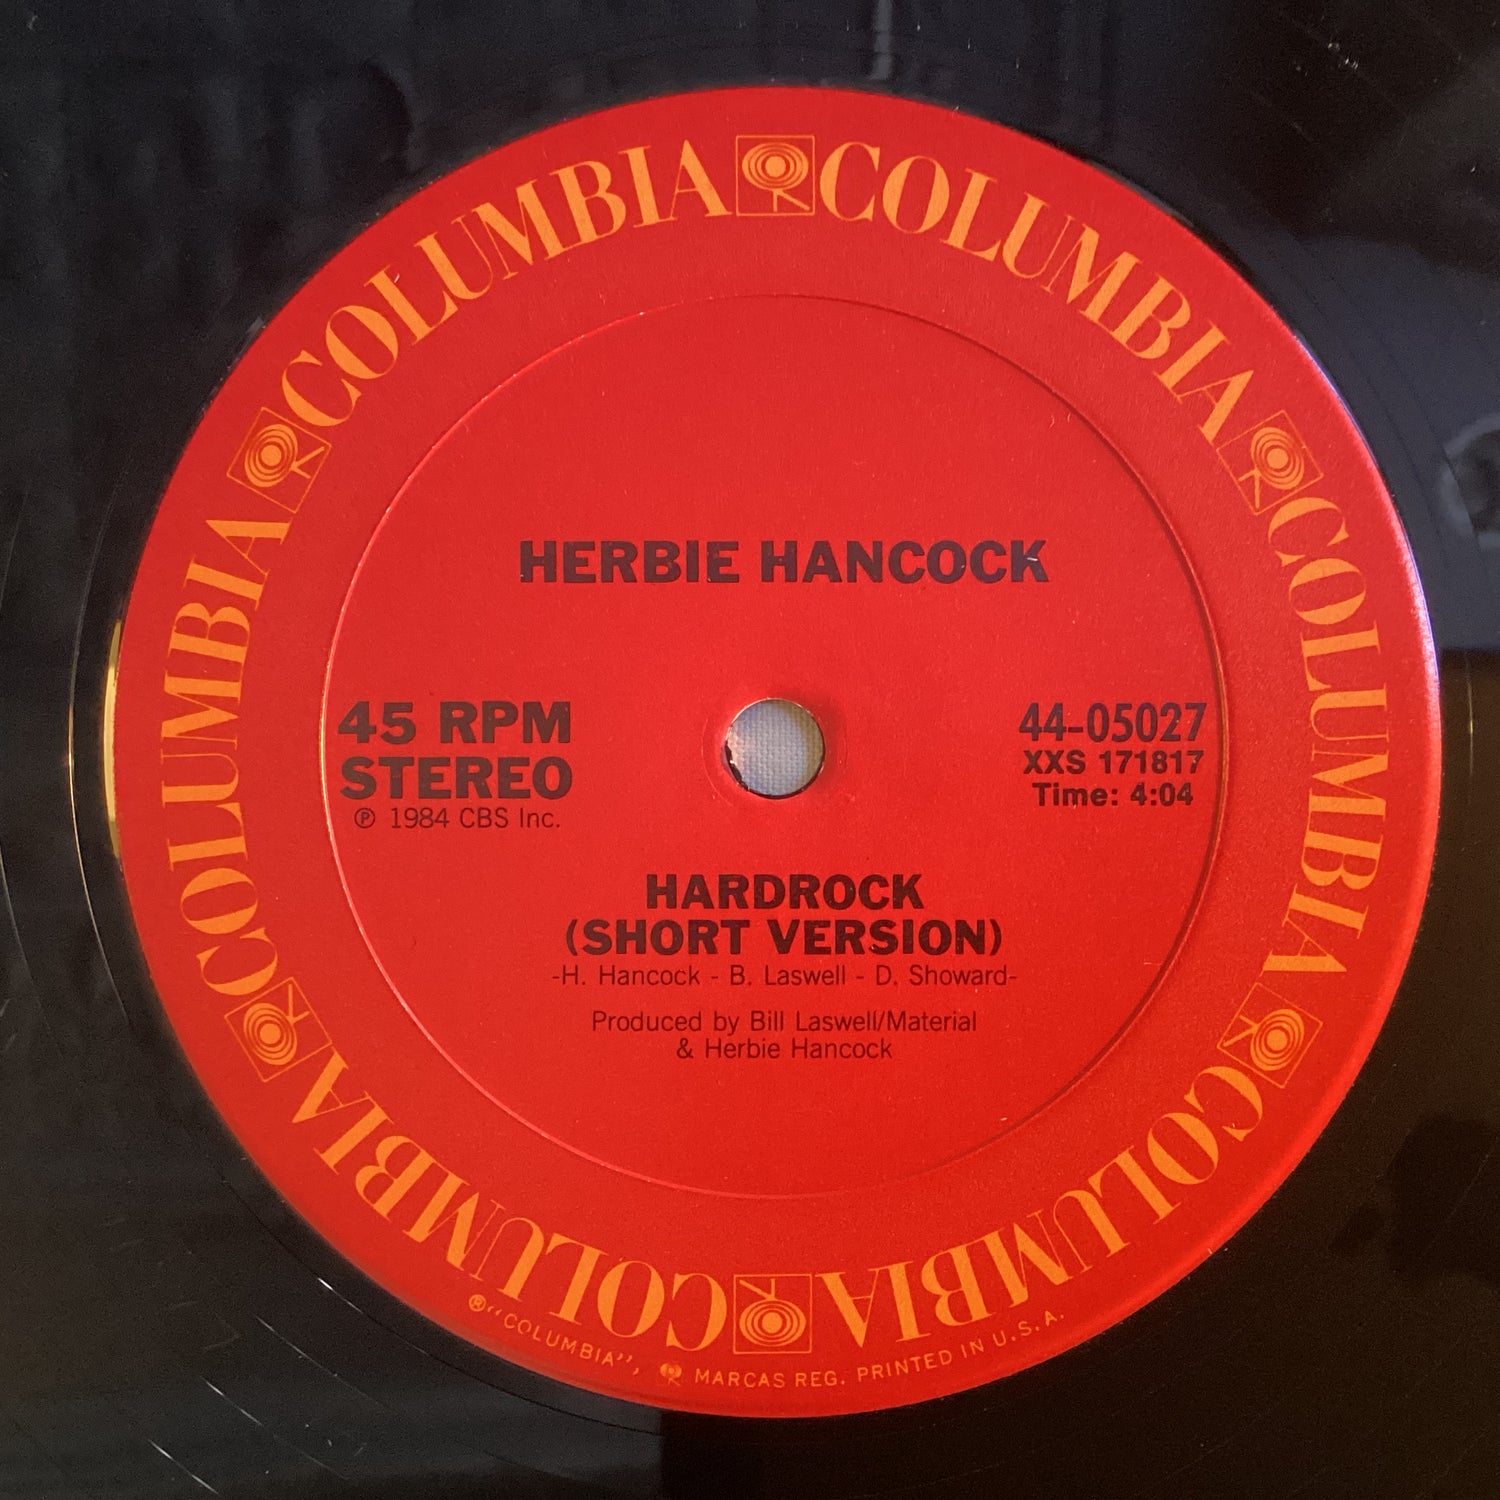 COLUMBIA COLUMBIA COLUMBIA COLUMBIA COLUMBIA COLUMBIA
HERBIE HANCOCK
45 RPM
STEREO
℗ 1984 CBS Inc.
44-05027
XXS 171817
Time: 4:04
HARDROCK
(SHORT VERSION)
-H. Hancock - B. Laswell - D. Showard-
Produced by Bill Laswell/Material
& Herbie Hancock
®“COLUMBIA”, MARCAS REG. PRINTED IN U.S.A.